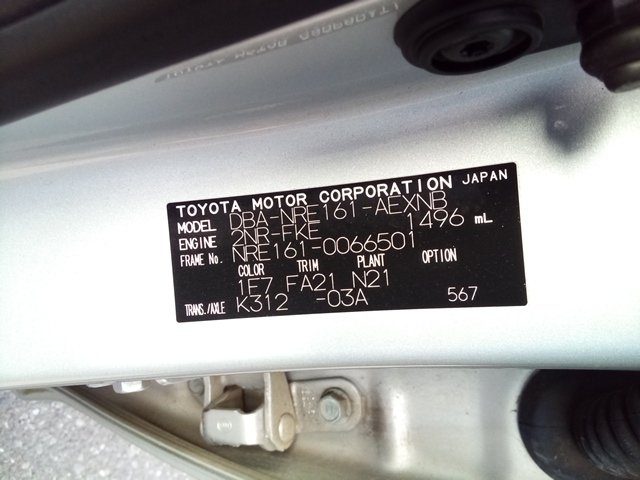 TOYOTA MOTOR CORPORATION JAPAN
MODEL DBA-NRE161-AEXNB
ENGINE 2NR-FKE 1496 mL
FRAME No. NRE161-0066501
COLOR TRIM PLANT OPTION
1F7 FA21 N21
TRANS./AXLE K312 -03A 567